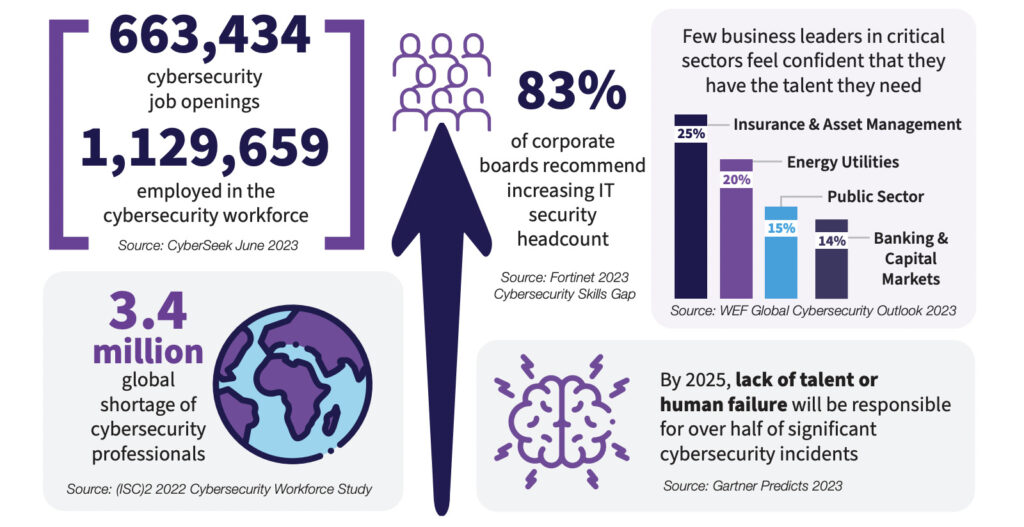 663,434
cybersecurity
job openings
1,129,659
employed in the
cybersecurity workforce
Source: CyberSeek June 2023
83%
of corporate
boards recommend
increasing IT
security
headcount
Source: Fortinet 2023
Cybersecurity Skills Gap
Few business leaders in critical
sectors feel confident that they
have the talent they need
25%
Insurance & Asset Management
20%
Energy Utilities
15%
Public Sector
14%
Banking &
Capital
Markets
Source: WEF Global Cybersecurity Outlook 2023
3.4
million
global
shortage of
cybersecurity
professionals
Source: (ISC)2 2022 Cybersecurity Workforce Study
By 2025, lack of talent or
human failure will be responsible
for over half of significant
cybersecurity incidents
Source: Gartner Predicts 2023